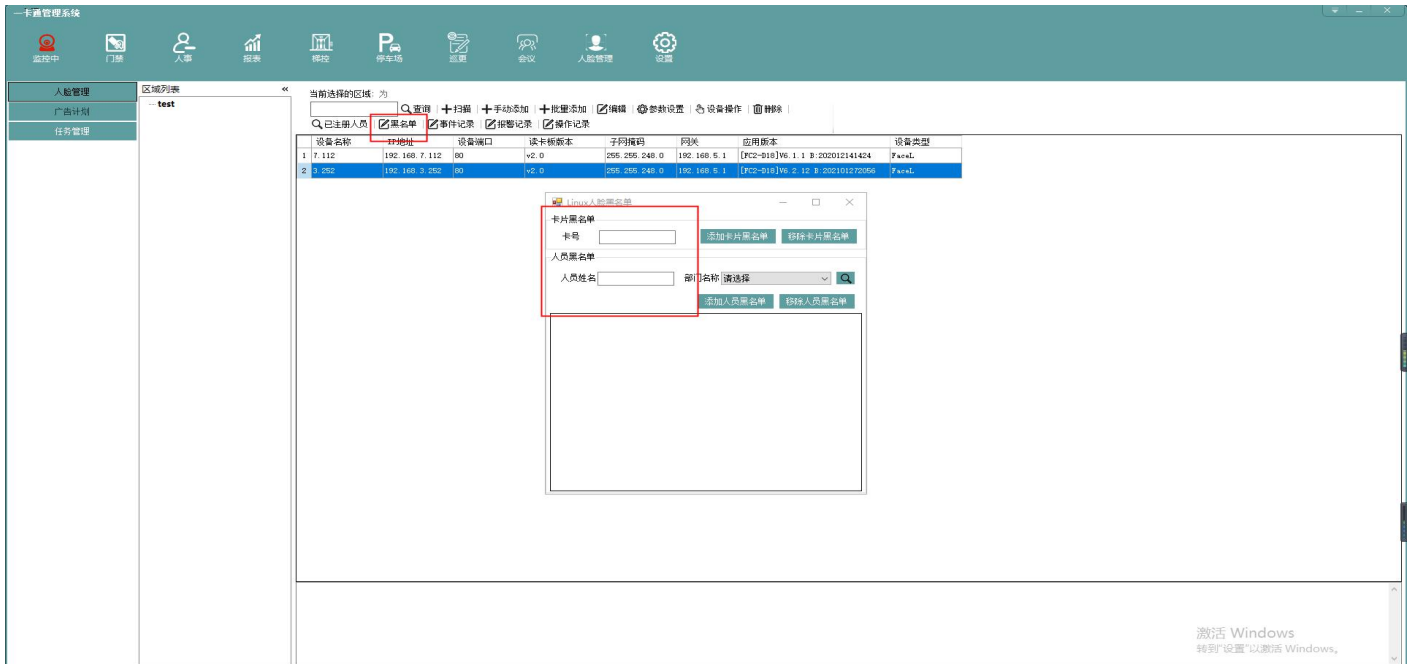 一卡通管理系统
监控中 门禁 人事 报表 梯控 停车场 巡更 会议 人脸管理 设置
人脸管理
广告计划
任务管理
区域列表 «
test
当前选择的区域: 为
查询 扫描 手动添加 批量添加 编辑 参数设置 设备操作 删除
已注册人员 黑名单 事件记录 报警记录 操作记录
设备名称 IP地址 设备端口 读卡板版本 子网掩码 网关 应用版本 设备类型
1 7.112 192.168.7.112 80 v2.0 255.255.248.0 192.168.5.1 [FC2-D18]V6.1.1 B:202012141424 FaceL
2 3.252 192.168.3.252 80 v2.0 255.255.248.0 192.168.5.1 [FC2-D18]V6.2.12 B:202101272056 FaceL
Linux人脸黑名单
卡片黑名单
卡号 添加卡片黑名单 移除卡片黑名单
人员黑名单
人员姓名 部门名称 请选择
添加人员黑名单 移除人员黑名单
激活 Windows
转到"设置"以激活 Windows。